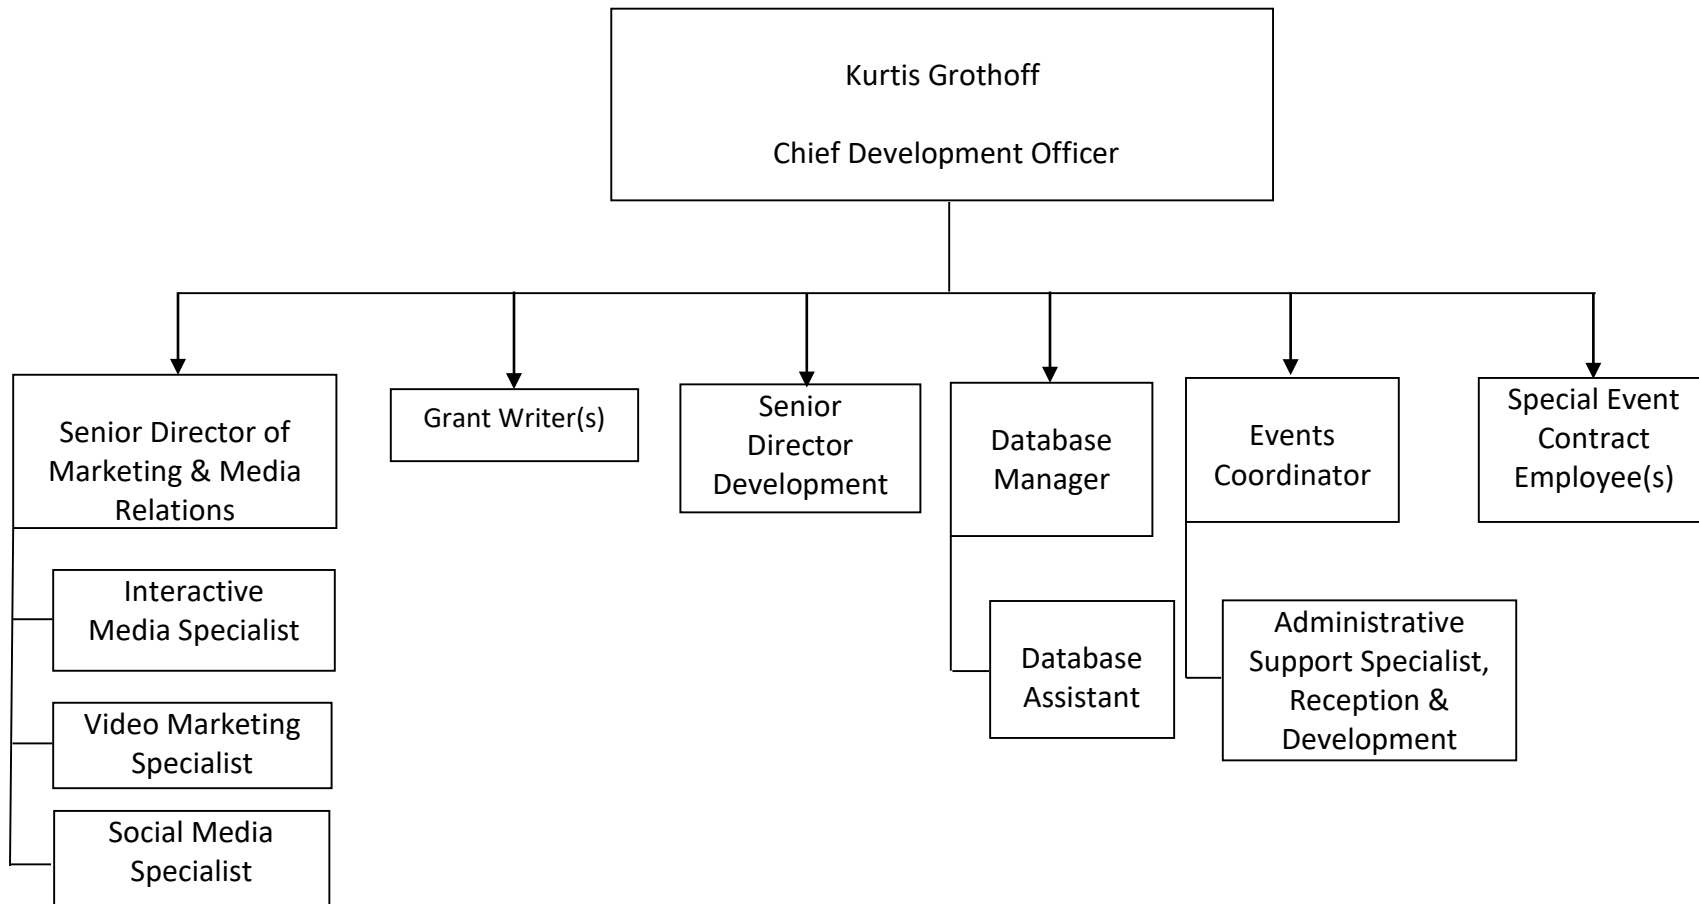 Kurtis Grothoff
Chief Development Officer
Senior Director of
Marketing & Media
Relations
Grant Writer(s)
Senior
Director
Development
Database
Manager
Events
Coordinator
Special Event
Contract
Employee(s)
Interactive
Media Specialist
Video Marketing
Specialist
Social Media
Specialist
Database
Assistant
Administrative
Support Specialist,
Reception &
Development